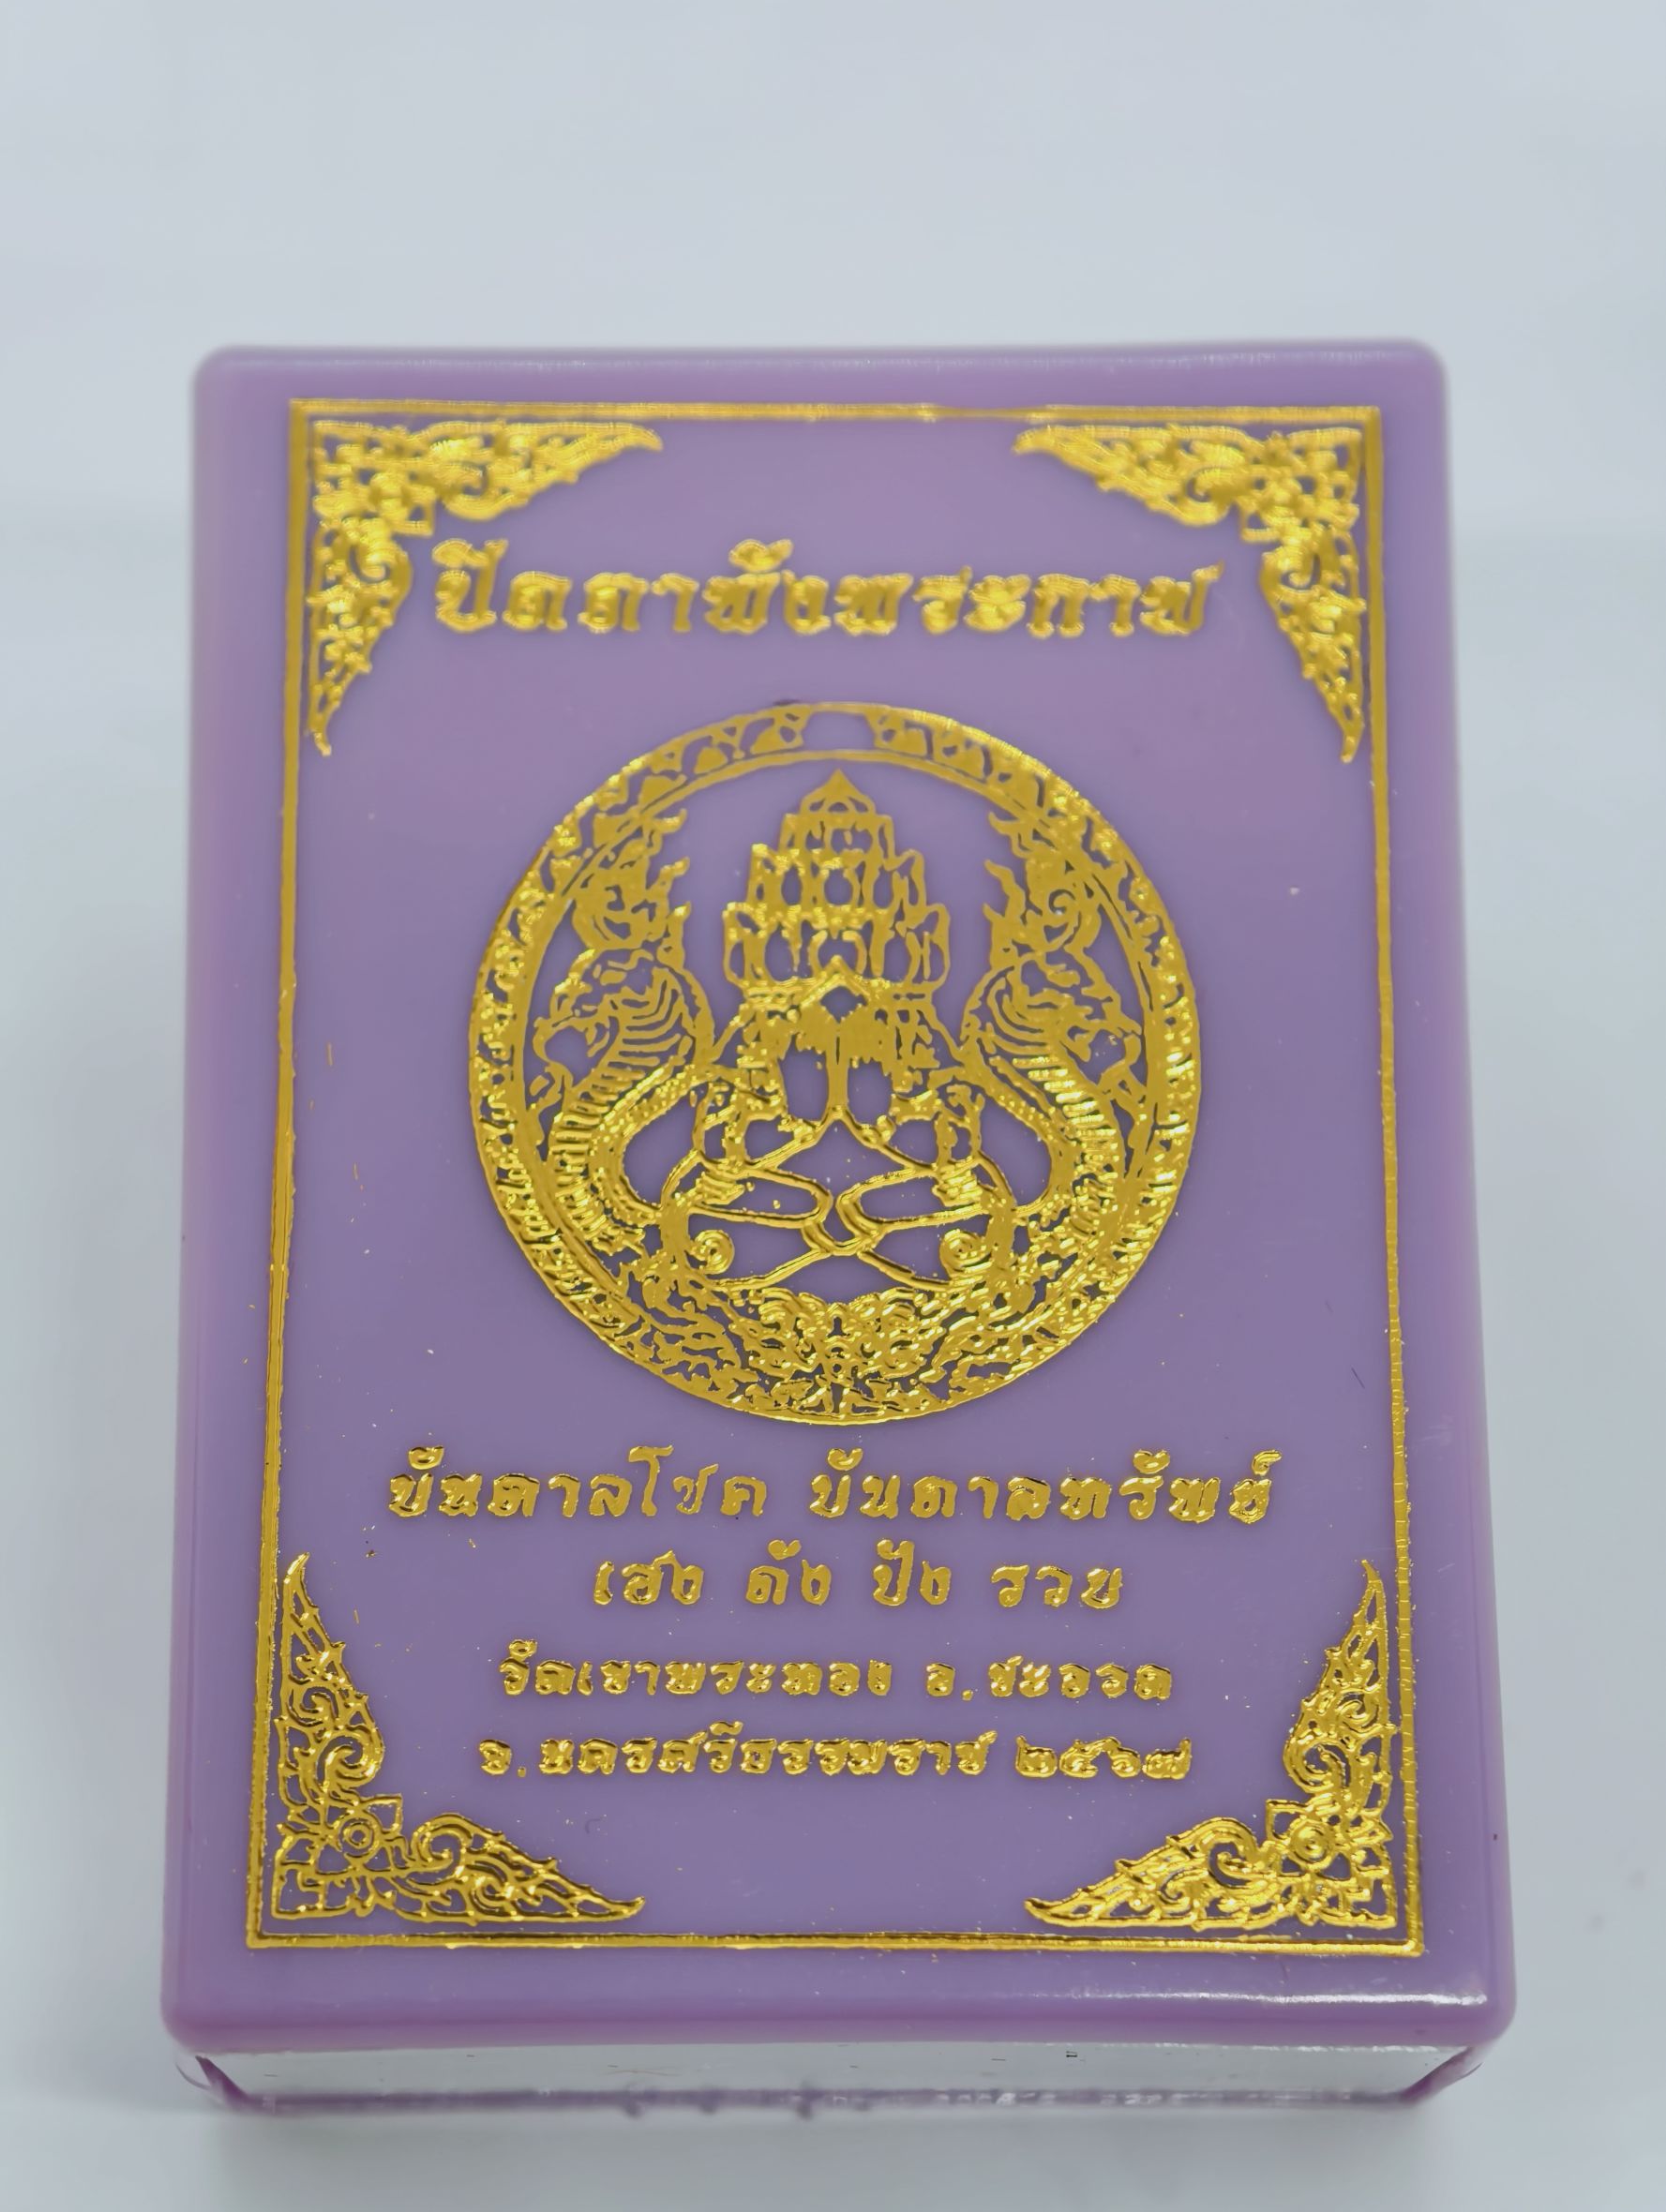 ปิดตาพังพระกาฬ
บันดาลโชค บันดาลทรัพย์
เฮง ดัง ปัง รวย
วัดเขาพระทอง อ.ชะอวด
จ.นครศรีธรรมราช ๒๕๖๗